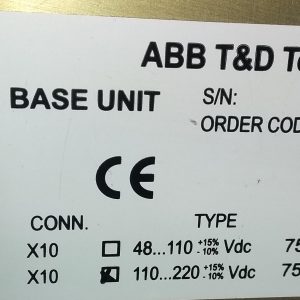 ABB T&D Te
BASE UNIT S/N:
ORDER COD
CE
CONN. TYPE
X10 ☐ 48...110 +15% -10% Vdc 75
X10 ☒ 110...220 +15% -10% Vdc 75